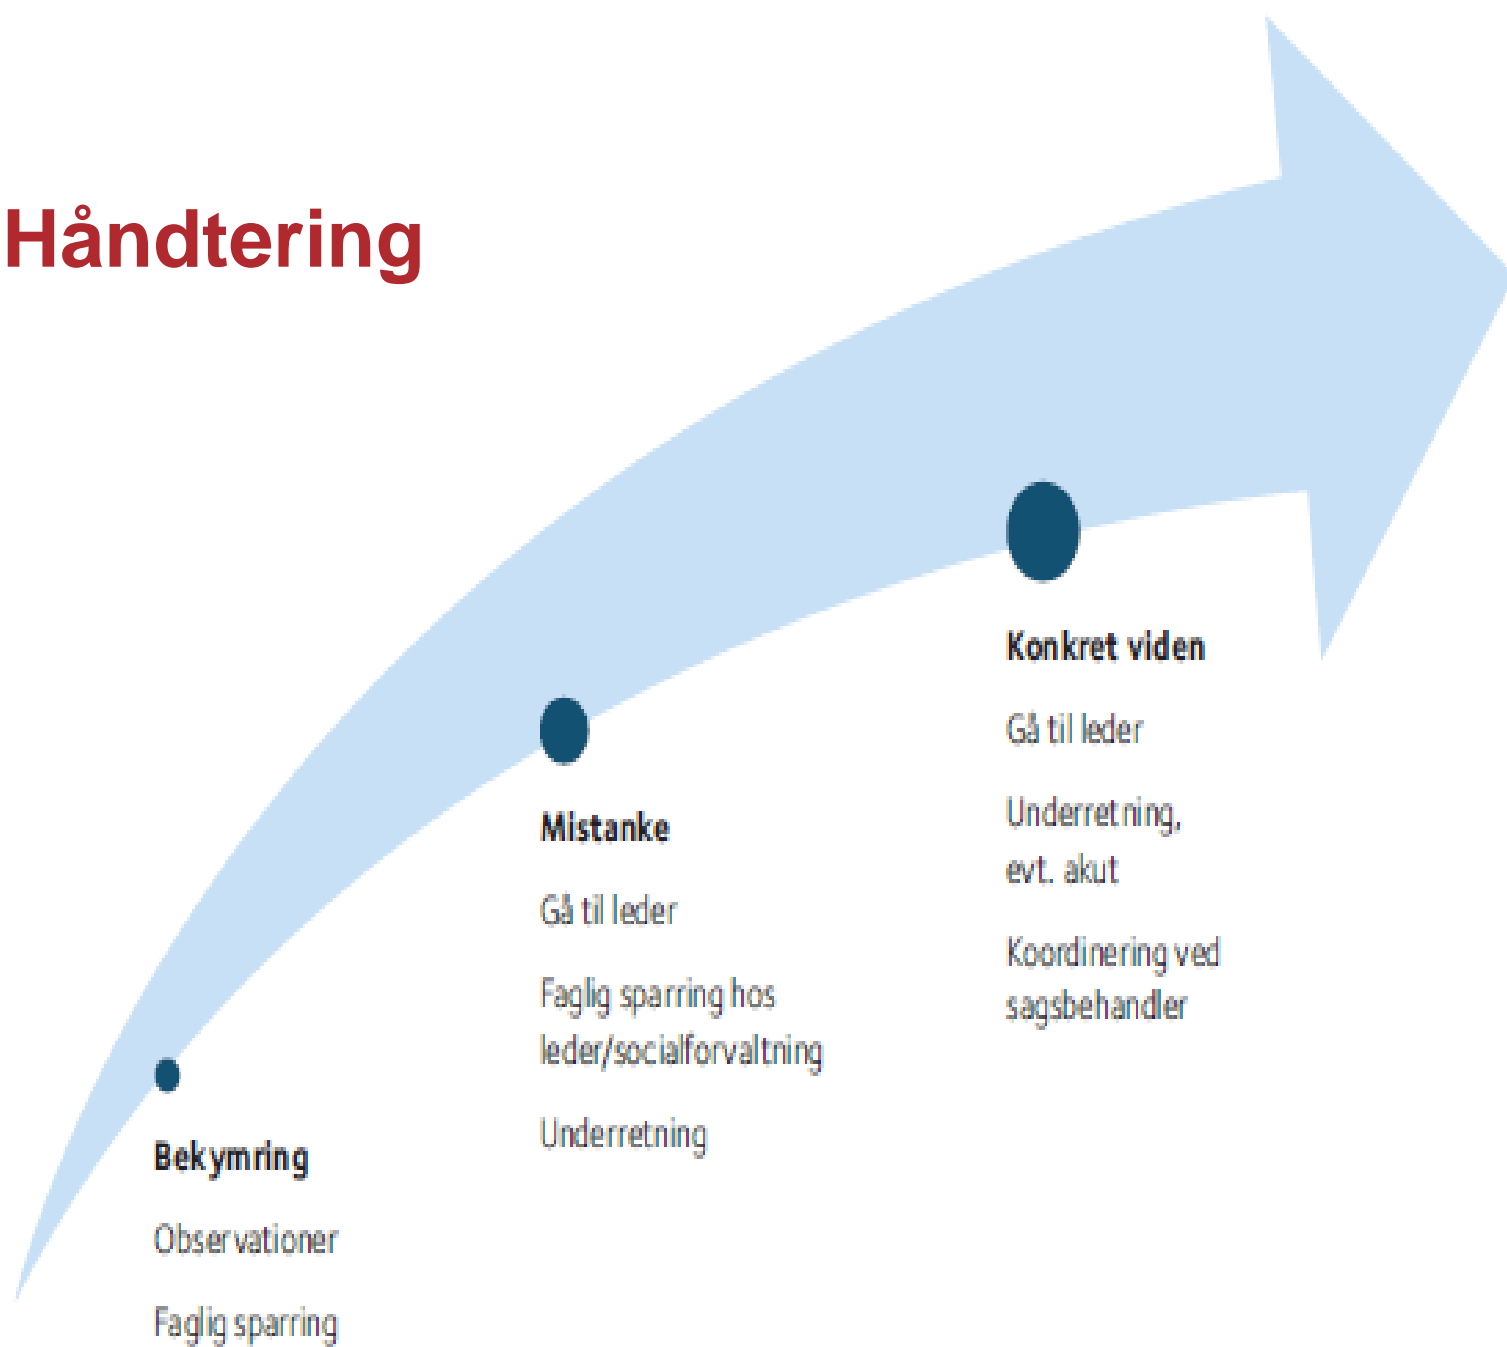 Håndtering
Bekymring
Observationer
Faglig sparring
Mistanke
Gå til leder
Faglig sparring hos
leder/socialforvaltning
Underretning
Konkret viden
Gå til leder
Underretning,
evt. akut
Koordinering ved
sagsbehandler